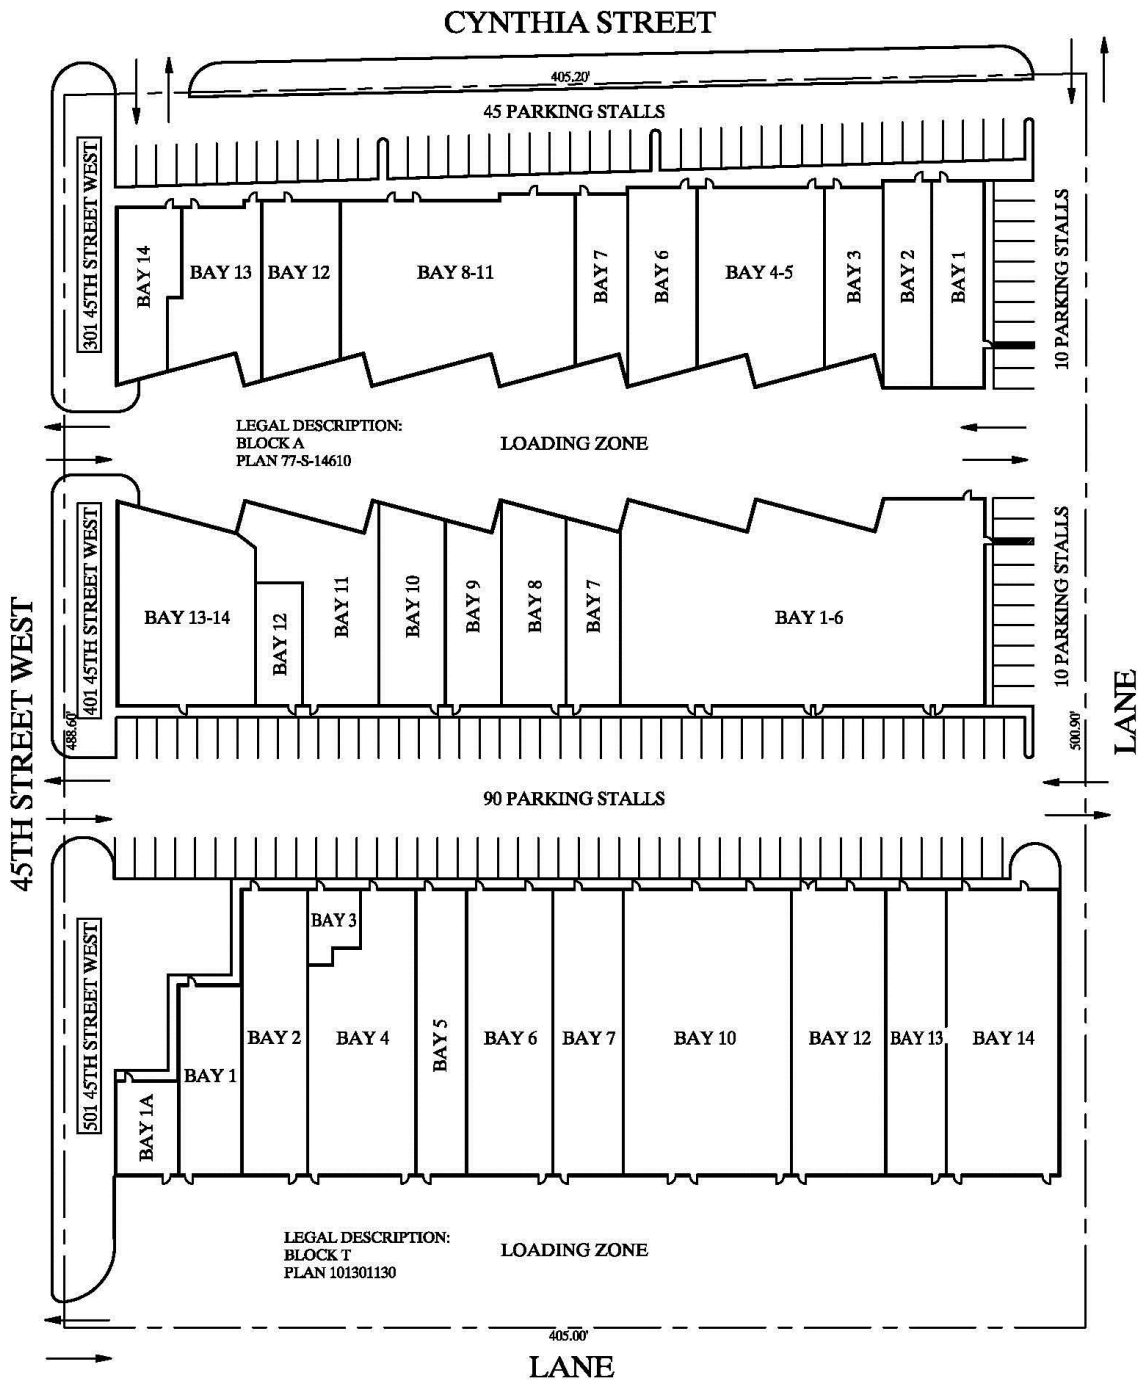 CYNTHIA STREET
405.20'
45 PARKING STALLS
301 45TH STREET WEST
BAY 14
BAY 13
BAY 12
BAY 8-11
BAY 7
BAY 6
BAY 4-5
BAY 3
BAY 2
BAY 1
10 PARKING STALLS
LEGAL DESCRIPTION:
BLOCK A
PLAN 77-S-14610
LOADING ZONE
45TH STREET WEST
401 45TH STREET WEST
488.60'
BAY 13-14
BAY 12
BAY 11
BAY 10
BAY 9
BAY 8
BAY 7
BAY 1-6
10 PARKING STALLS
500.90'
LANE
90 PARKING STALLS
501 45TH STREET WEST
BAY 1A
BAY 1
BAY 2
BAY 3
BAY 4
BAY 5
BAY 6
BAY 7
BAY 10
BAY 12
BAY 13
BAY 14
LEGAL DESCRIPTION:
BLOCK T
PLAN 101301130
LOADING ZONE
405.00'
LANE